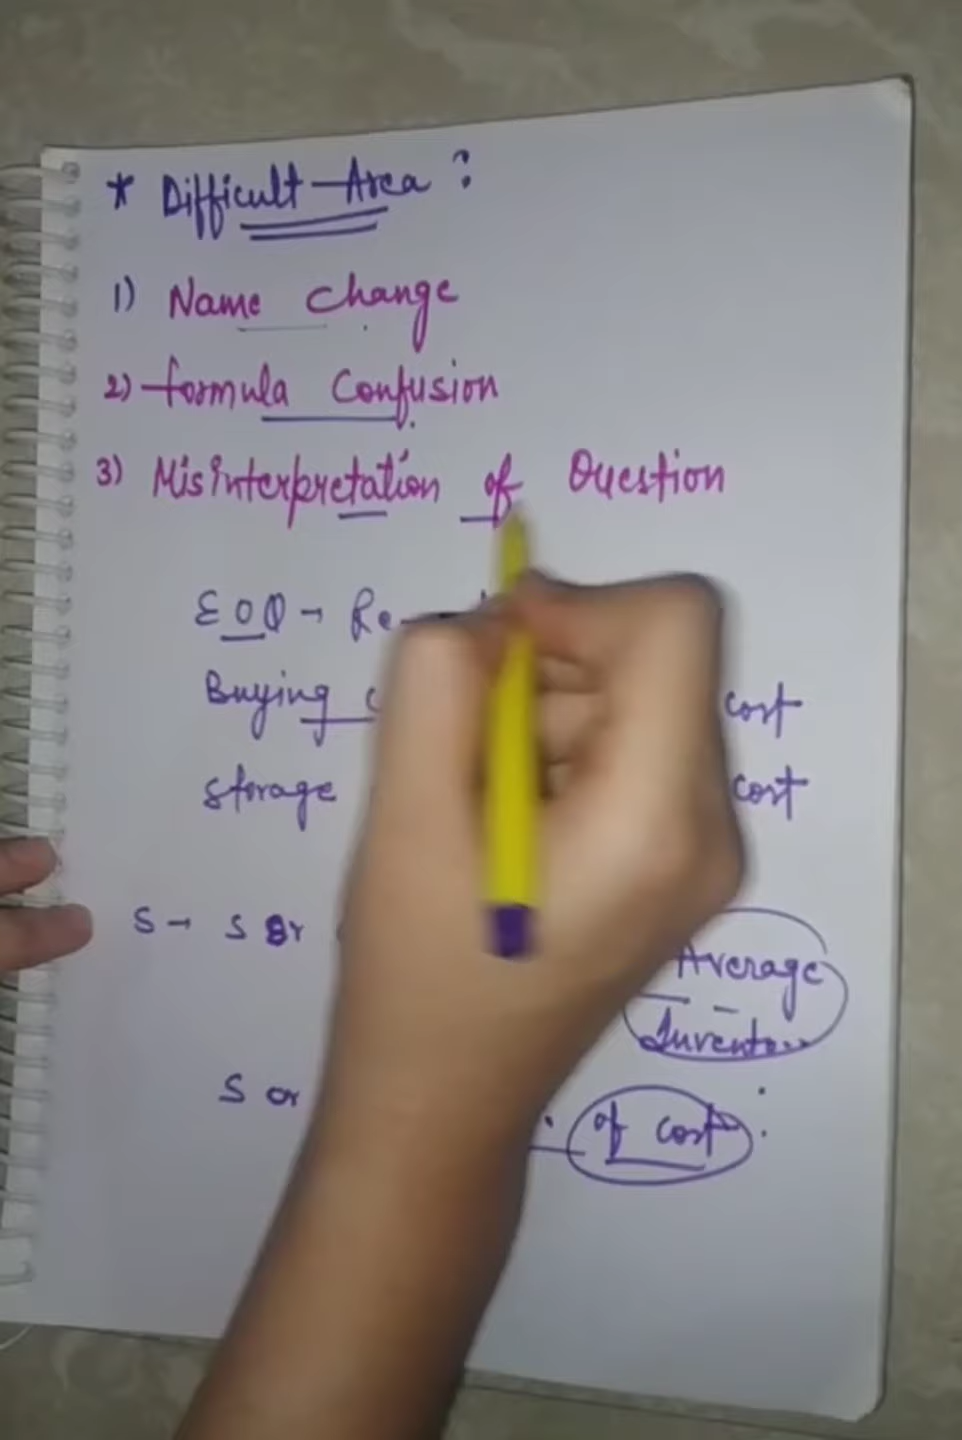 * Difficult Area :
1) Name change
2) formula Confusion
3) Misinterpretation of Question
EOQ → Re
Buying cost
storage cost
S → S or
Average
Inventory
S or of cost